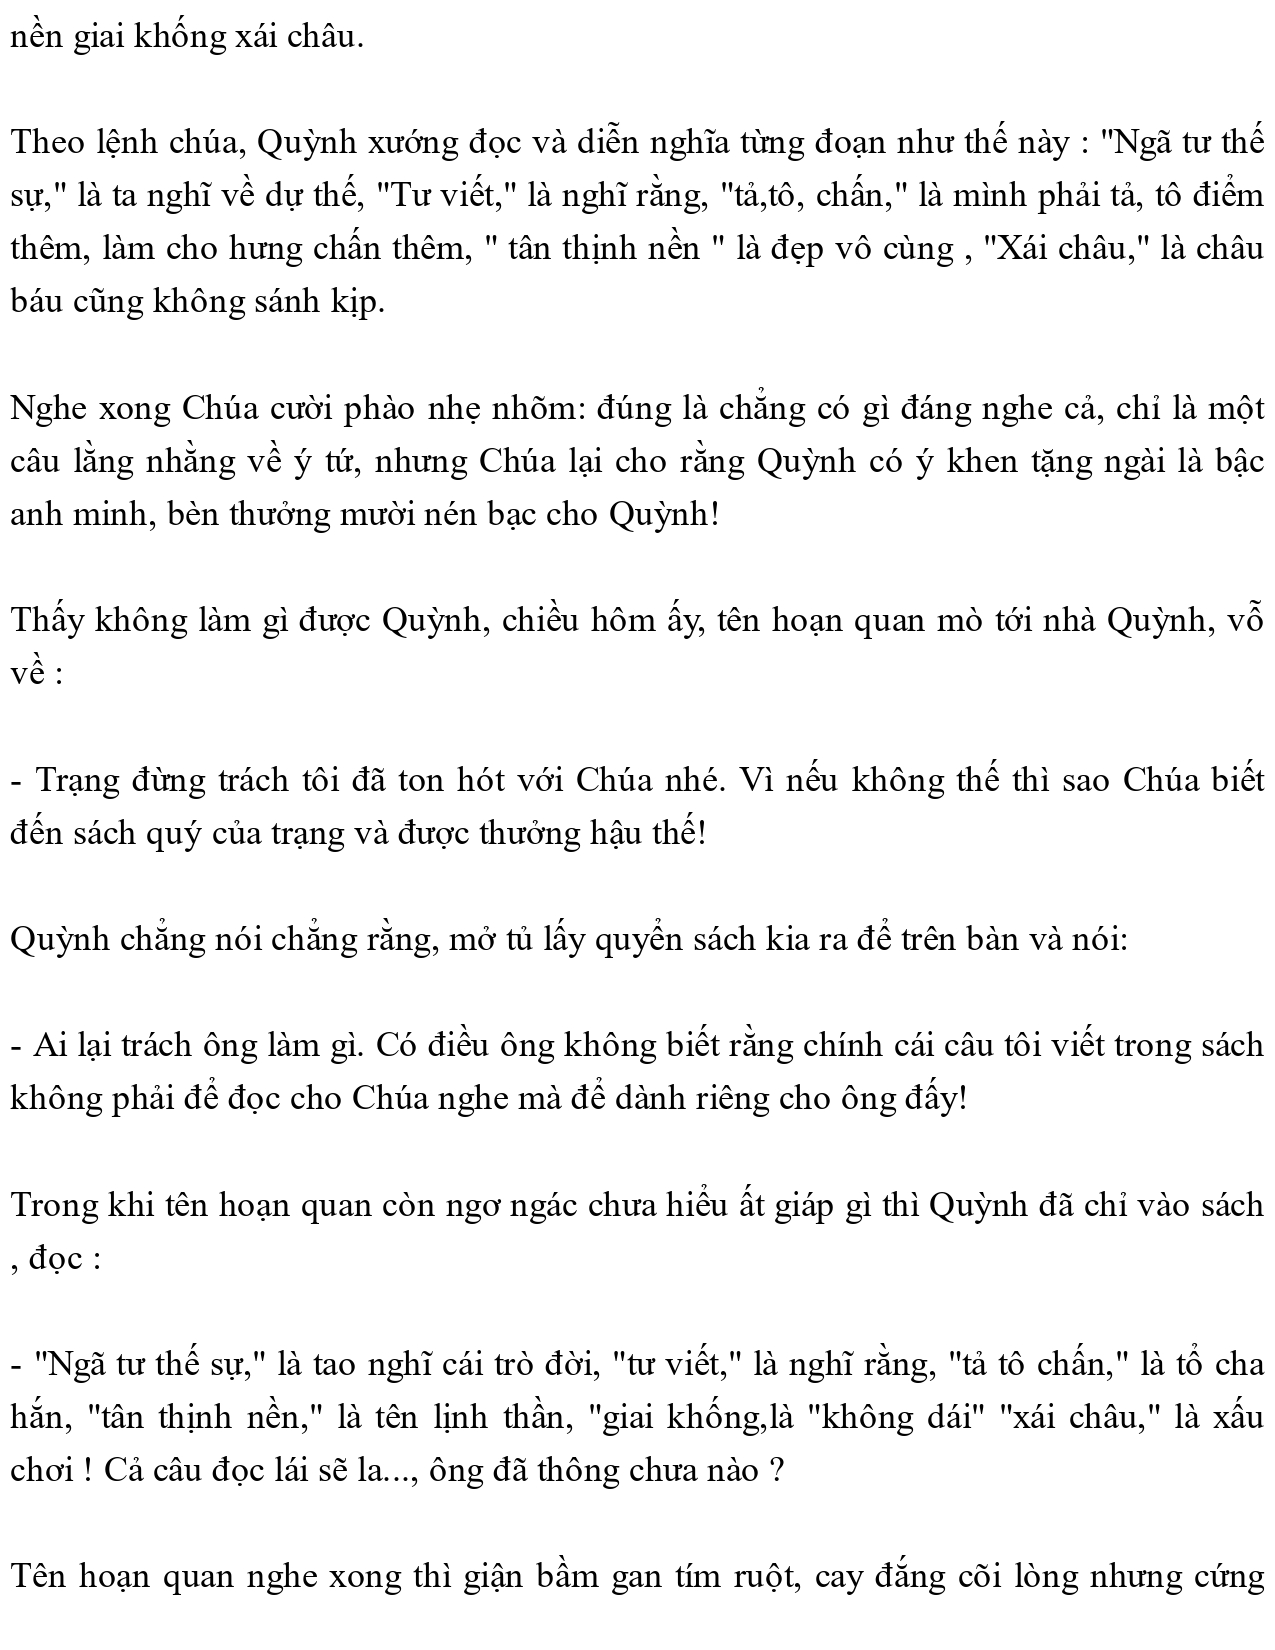 nền giai khống xái châu.
Theo lệnh chúa, Quỳnh xướng đọc và diễn nghĩa từng đoạn như thế này : "Ngã tư thế
sự," là ta nghĩ về dự thế, "Tư viết," là nghĩ rằng, "tả,tô, chấn," là mình phải tả, tô điểm
thêm, làm cho hưng chấn thêm, " tân thịnh nền " là đẹp vô cùng , "Xái châu," là châu
báu cũng không sánh kịp.
Nghe xong Chúa cười phào nhẹ nhõm: đúng là chẳng có gì đáng nghe cả, chỉ là một
câu lằng nhằng về ý tứ, nhưng Chúa lại cho rằng Quỳnh có ý khen tặng ngài là bậc
anh minh, bèn thưởng mười nén bạc cho Quỳnh!
Thấy không làm gì được Quỳnh, chiều hôm ấy, tên hoạn quan mò tới nhà Quỳnh, vỗ
về :
- Trạng đừng trách tôi đã ton hót với Chúa nhé. Vì nếu không thế thì sao Chúa biết
đến sách quý của trạng và được thưởng hậu thế!
Quỳnh chẳng nói chẳng rằng, mở tủ lấy quyển sách kia ra để trên bàn và nói:
- Ai lại trách ông làm gì. Có điều ông không biết rằng chính cái câu tôi viết trong sách
không phải để đọc cho Chúa nghe mà để dành riêng cho ông đấy!
Trong khi tên hoạn quan còn ngơ ngác chưa hiểu ất giáp gì thì Quỳnh đã chỉ vào sách
, đọc :
- "Ngã tư thế sự," là tao nghĩ cái trò đời, "tư viết," là nghĩ rằng, "tả tô chấn," là tổ cha
hắn, "tân thịnh nền," là tên lịnh thần, "giai khống,là "không dái" "xái châu," là xấu
chơi ! Cả câu đọc lái sẽ la..., ông đã thông chưa nào ?
Tên hoạn quan nghe xong thì giận bầm gan tím ruột, cay đắng cõi lòng nhưng cứng